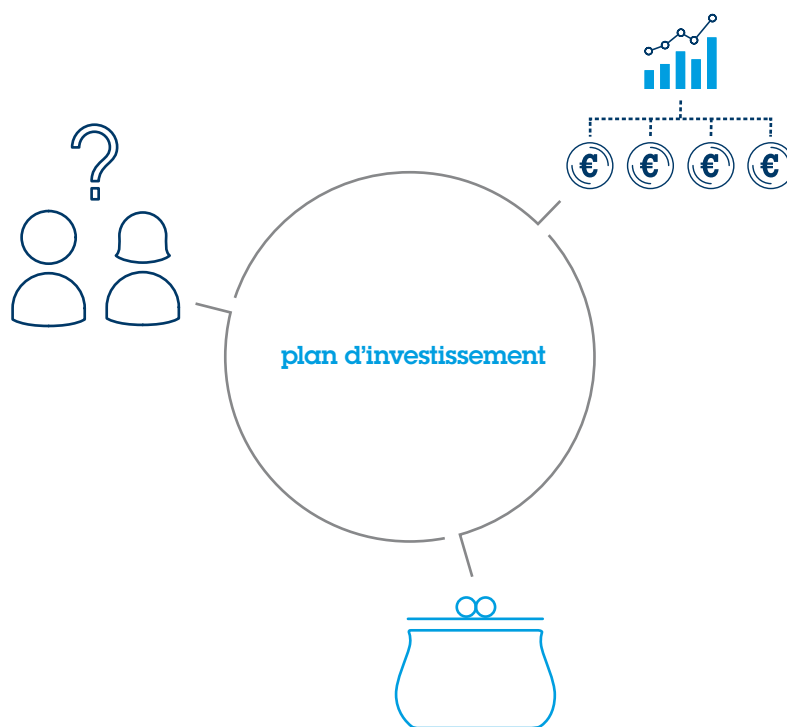 ?
€ € € €
plan d’investissement